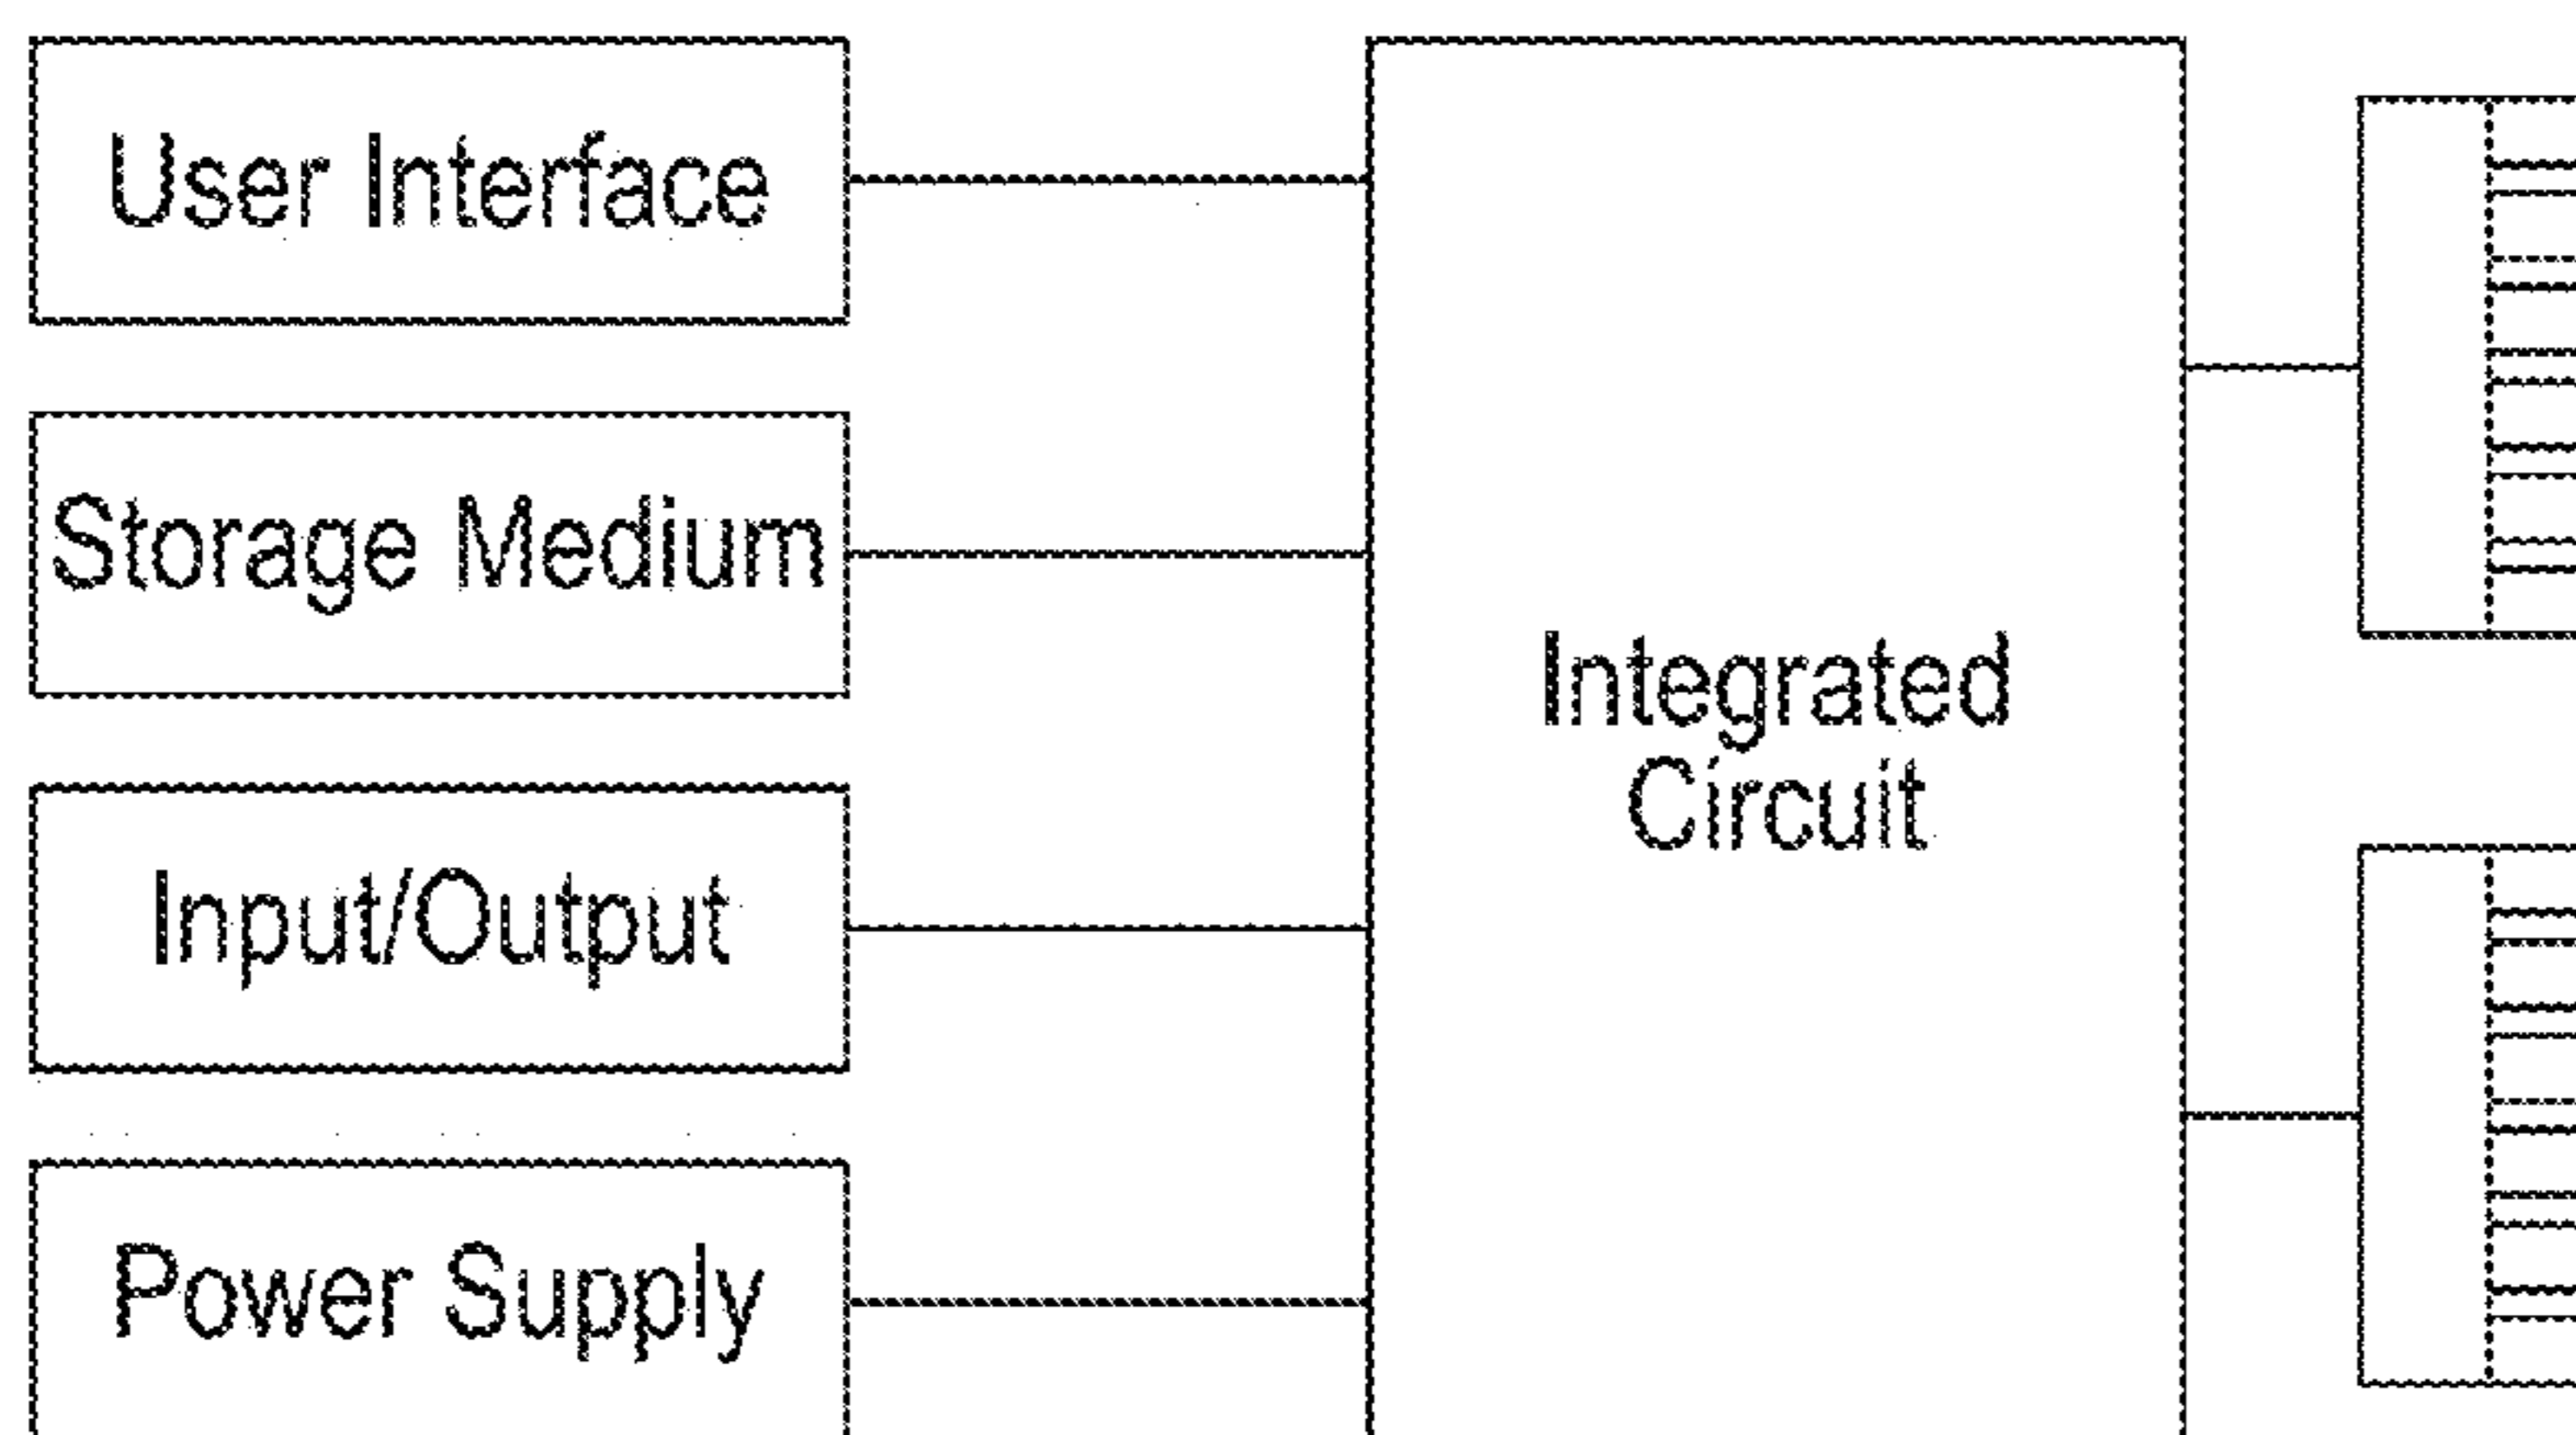 User Interface
Storage Medium
Integrated
Circuit
Input/Output
Power Supply